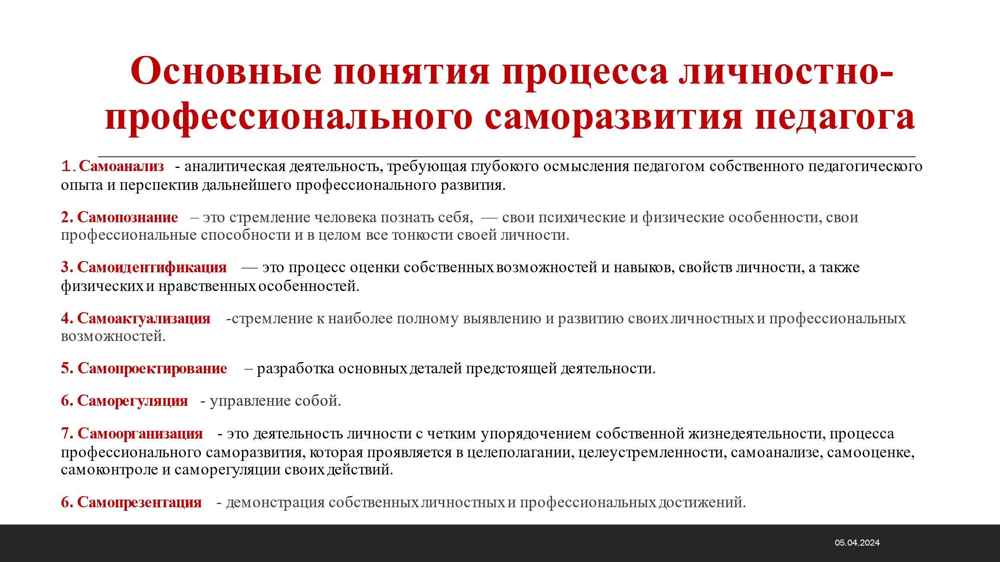 Основные понятия процесса личностно-
профессионального саморазвития педагога
1. Самоанализ - аналитическая деятельность, требующая глубокого осмысления педагогом собственного педагогического
опыта и перспектив дальнейшего профессионального развития.
2. Самопознание – это стремление человека познать себя, — свои психические и физические особенности, свои
профессиональные способности и в целом все тонкости своей личности.
3. Самоидентификация — это процесс оценки собственных возможностей и навыков, свойств личности, а также
физических и нравственных особенностей.
4. Самоактуализация -стремление к наиболее полному выявлению и развитию своих личностных и профессиональных
возможностей.
5. Самопроектирование – разработка основных деталей предстоящей деятельности.
6. Саморегуляция - управление собой.
7. Самоорганизация - это деятельность личности с четким упорядочением собственной жизнедеятельности, процесса
профессионального саморазвития, которая проявляется в целеполагании, целеустремленности, самоанализе, самооценке,
самоконтроле и саморегуляции своих действий.
6. Самопрезентация - демонстрация собственных личностных и профессиональных достижений.
05.04.2024